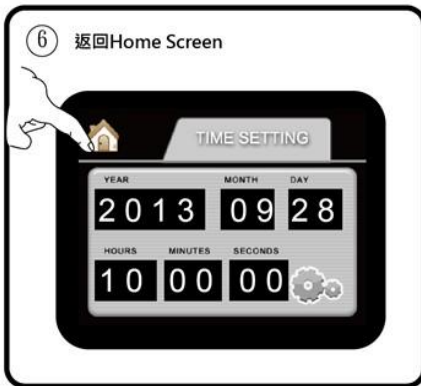 6 返回Home Screen
TIME SETTING
YEAR MONTH DAY
2013 09 28
HOURS MINUTES SECONDS
10 00 00